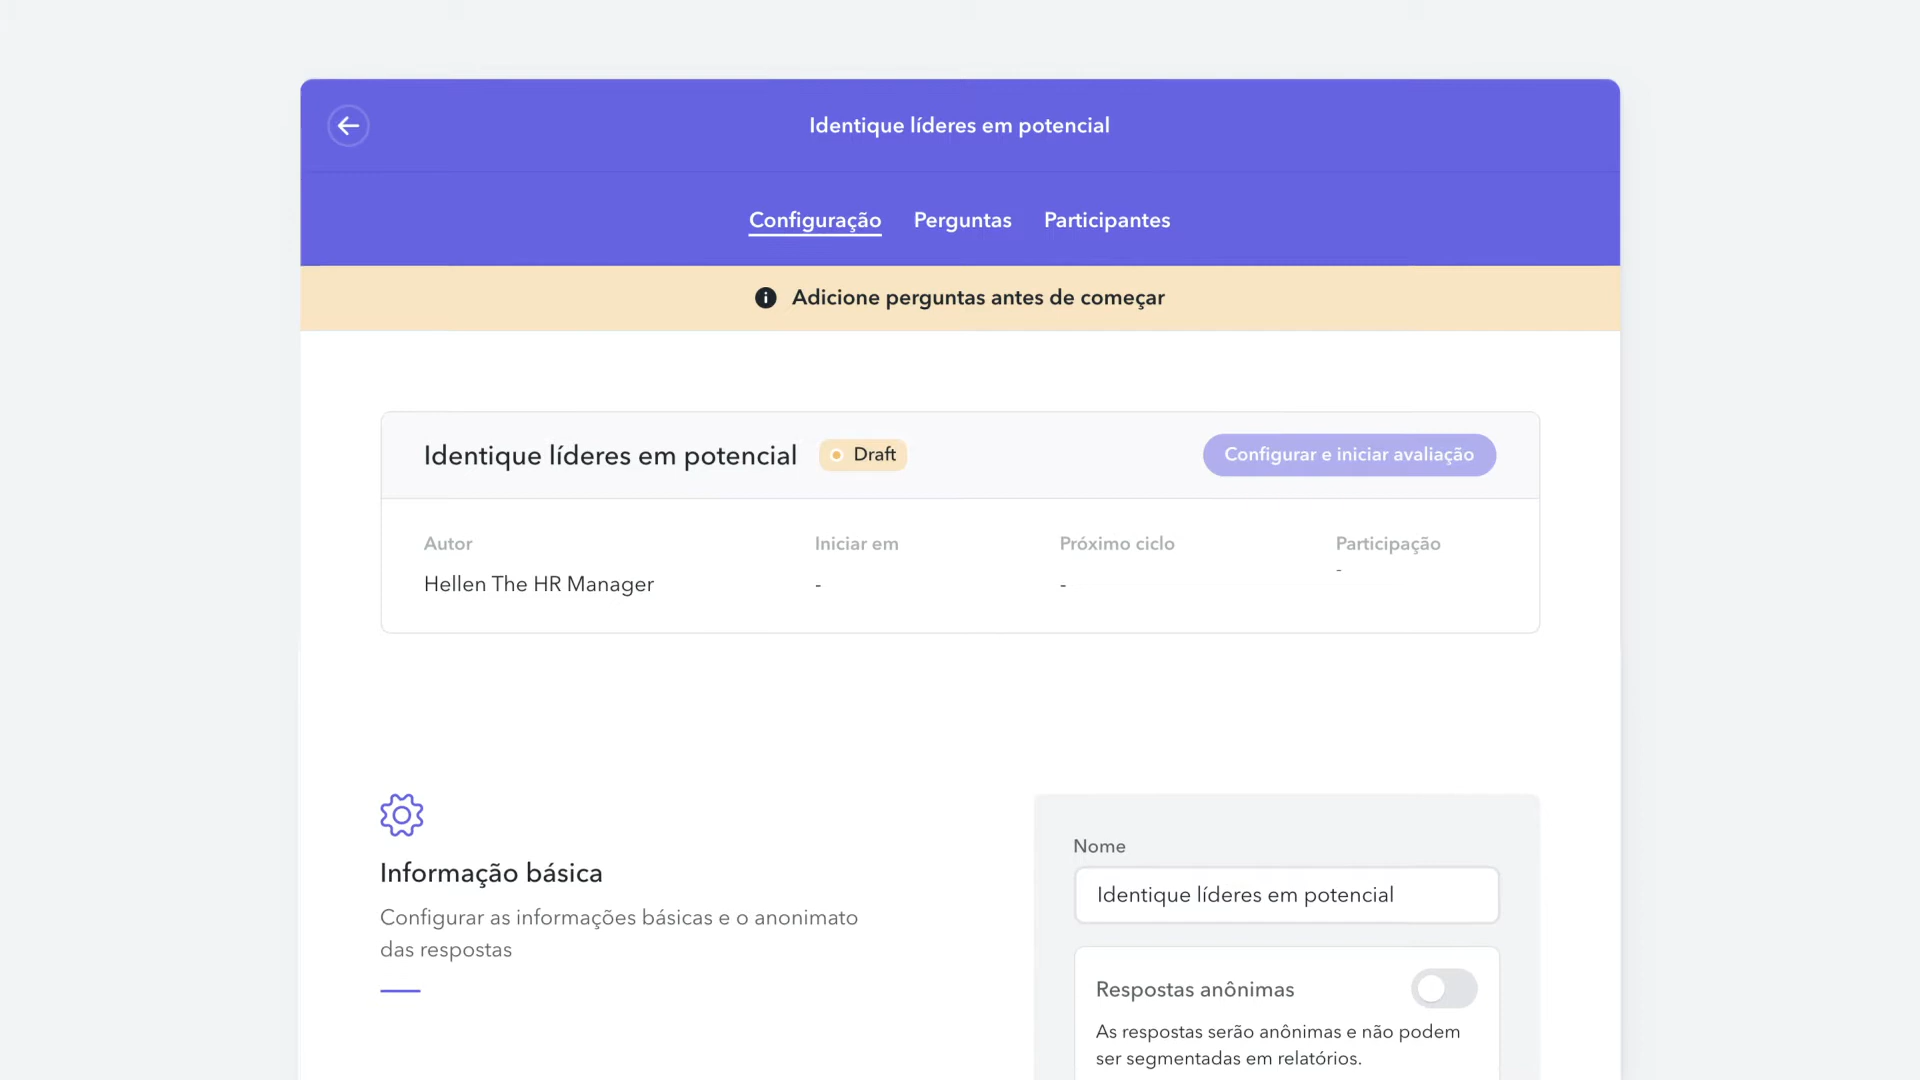 Identique líderes em potencial
Configuração Perguntas Participantes
Adicione perguntas antes de começar
Identique líderes em potencial Draft Configurar e iniciar avaliação
Autor Iniciar em Próximo ciclo Participação
Hellen The HR Manager - - -
Informação básica
Configurar as informações básicas e o anonimato
das respostas
Nome
Identique líderes em potencial
Respostas anônimas
As respostas serão anônimas e não podem
ser segmentadas em relatórios.